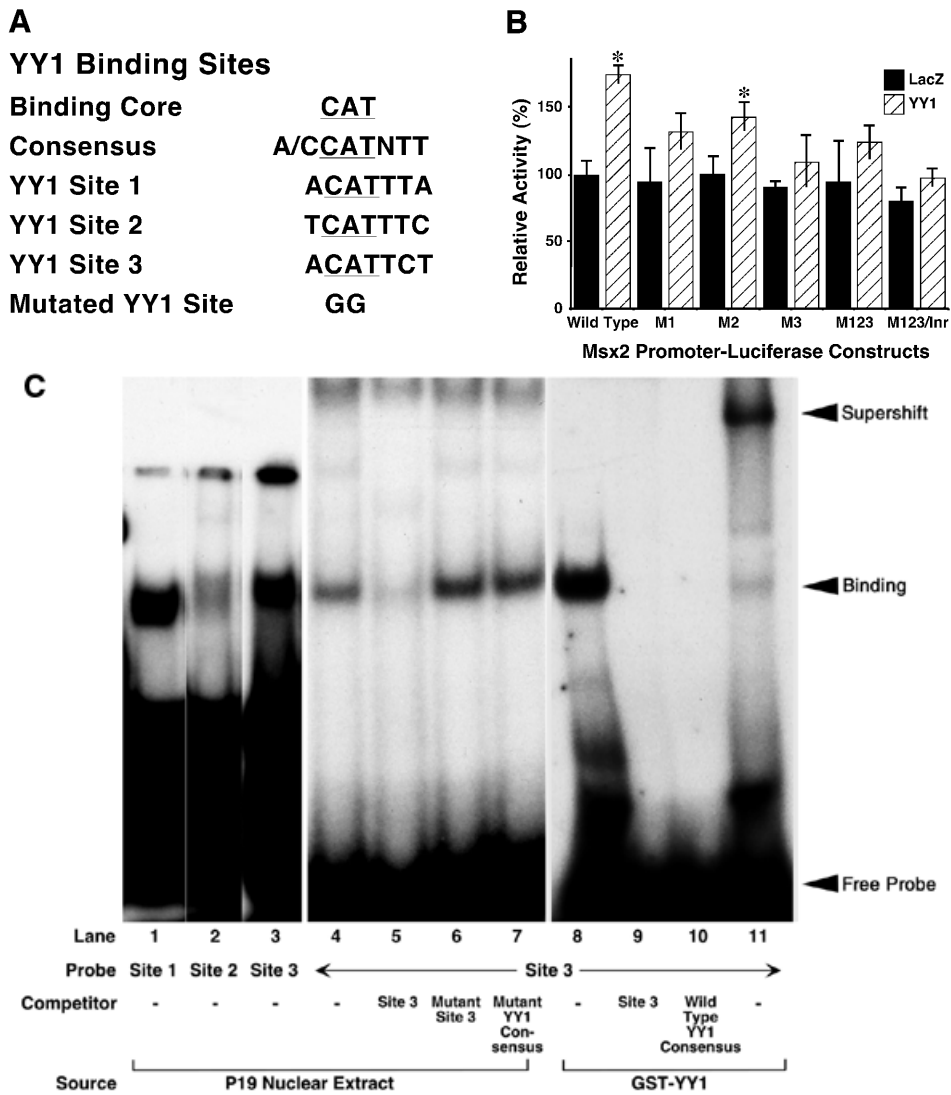 A
YY1 Binding Sites
Binding Core CAT
Consensus A/CCATNTT
YY1 Site 1 ACATTTA
YY1 Site 2 TCATTTC
YY1 Site 3 ACATTCT
Mutated YY1 Site GG
B
Relative Activity (%)
150
100
50
0
* *
LacZ
YY1
Wild Type M1 M2 M3 M123 M123/Inr
Msx2 Promoter-Luciferase Constructs
C
Supershift
Binding
Free Probe
Lane 1 2 3 4 5 6 7 8 9 10 11
Probe Site 1 Site 2 Site 3 Site 3
Competitor - - - - Site 3 Mutant Site 3 Mutant YY1 Con- sensus - Site 3 Wild Type YY1 Consensus -
Source P19 Nuclear Extract GST-YY1